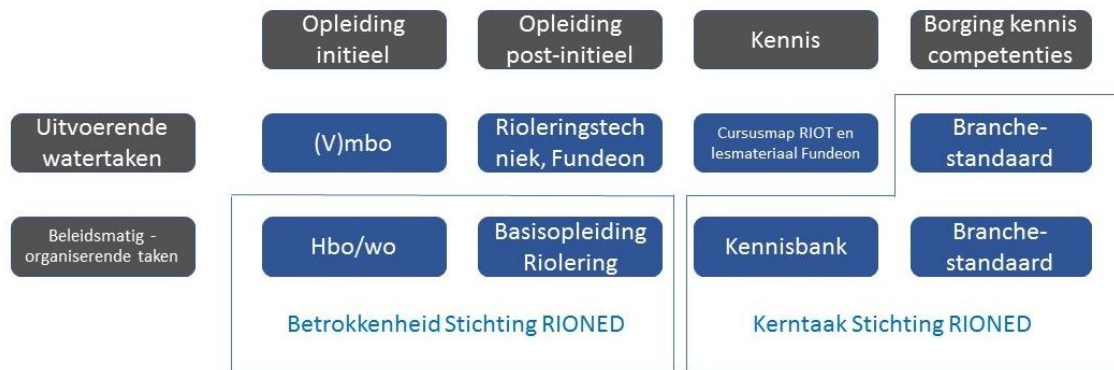 Opleiding
initieel
Opleiding
post-initieel
Kennis
Borging kennis
competenties
Uitvoerende
watertaken
(V)mbo
Rioleringstech
niek, Fundeon
Cursusmap RIOT en
lesmateriaal Fundeon
Branche-
standaard
Beleidsmatig -
organiserende taken
Hbo/wo
Basisopleiding
Riolering
Kennisbank
Branche-
standaard
Betrokkenheid Stichting RIONED
Kerntaak Stichting RIONED